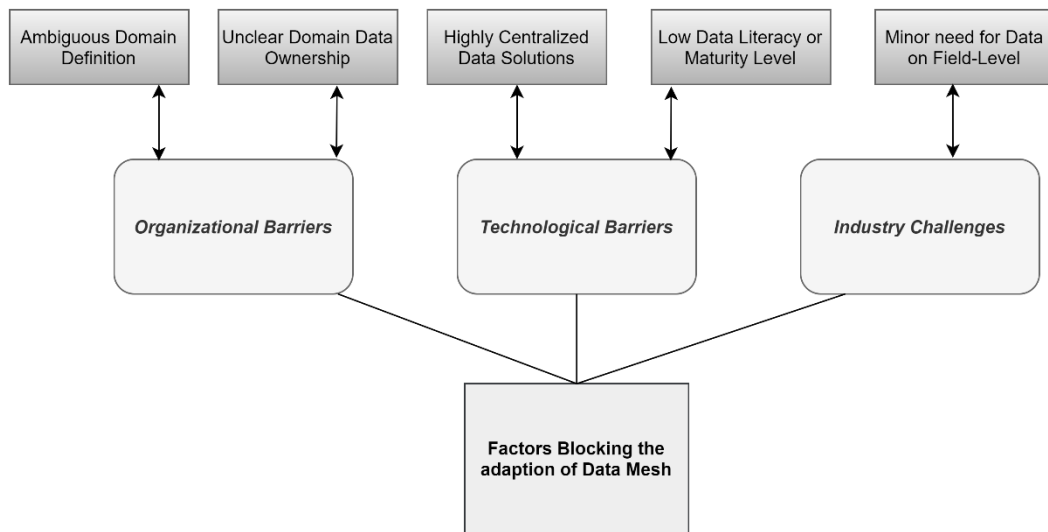 Ambiguous Domain
Definition
Unclear Domain Data
Ownership
Highly Centralized
Data Solutions
Low Data Literacy or
Maturity Level
Minor need for Data
on Field-Level
Organizational Barriers
Technological Barriers
Industry Challenges
Factors Blocking the
adaption of Data Mesh